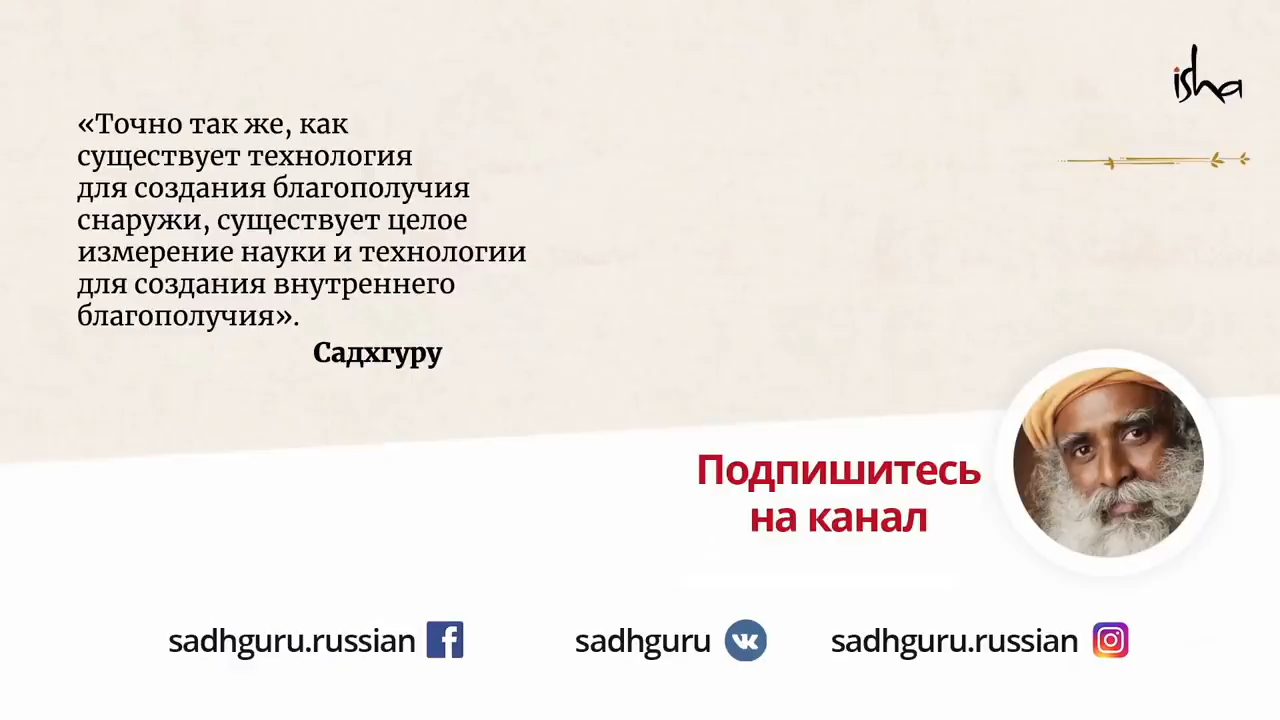 isha
«Точно так же, как
существует технология
для создания благополучия
снаружи, существует целое
измерение науки и технологии
для создания внутреннего
благополучия».
Садхгуру
Подпишитесь
на канал
sadhguru.russian
sadhguru
sadhguru.russian